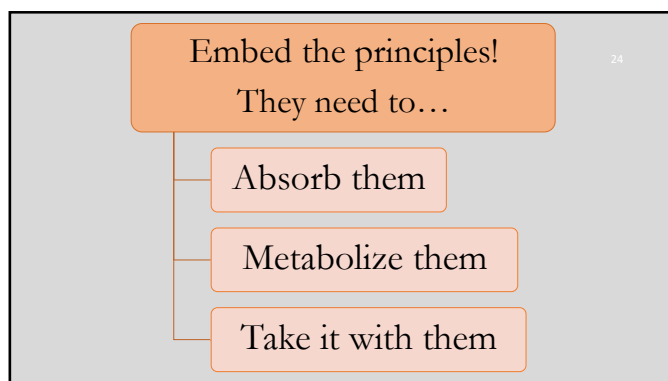 Embed the principles!
They need to…
24
Absorb them
Metabolize them
Take it with them